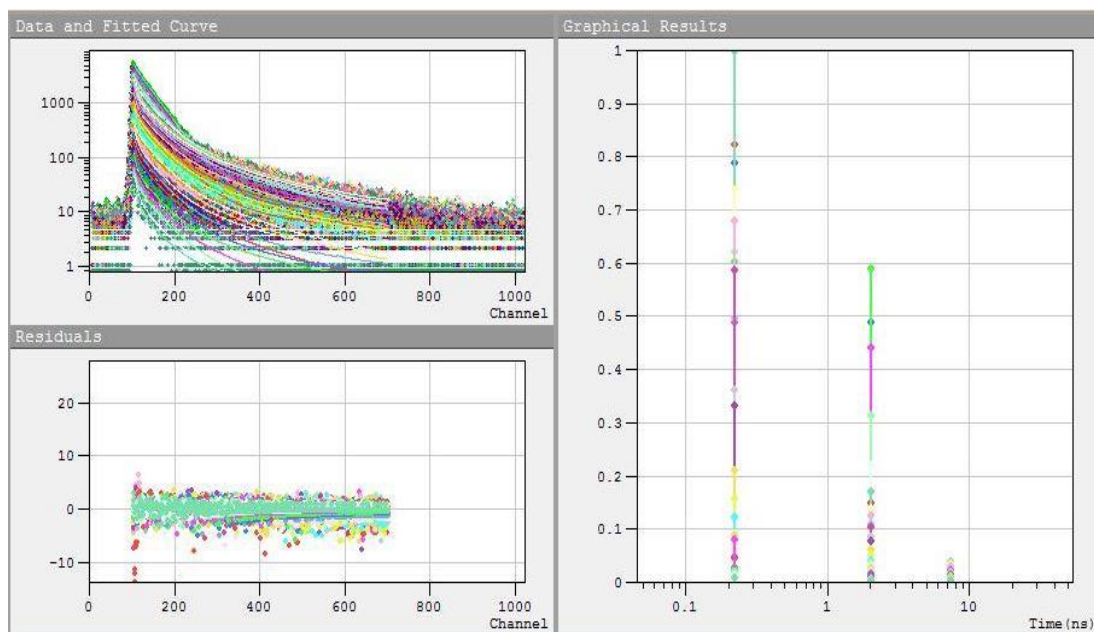 Data and Fitted Curve
1000
100
10
1
0 200 400 600 800 1000
Channel
Residuals
20
10
0
-10
0 200 400 600 800 1000
Channel
Graphical Results
1
0.9
0.8
0.7
0.6
0.5
0.4
0.3
0.2
0.1
0
0.1 1 10
Time(ns)